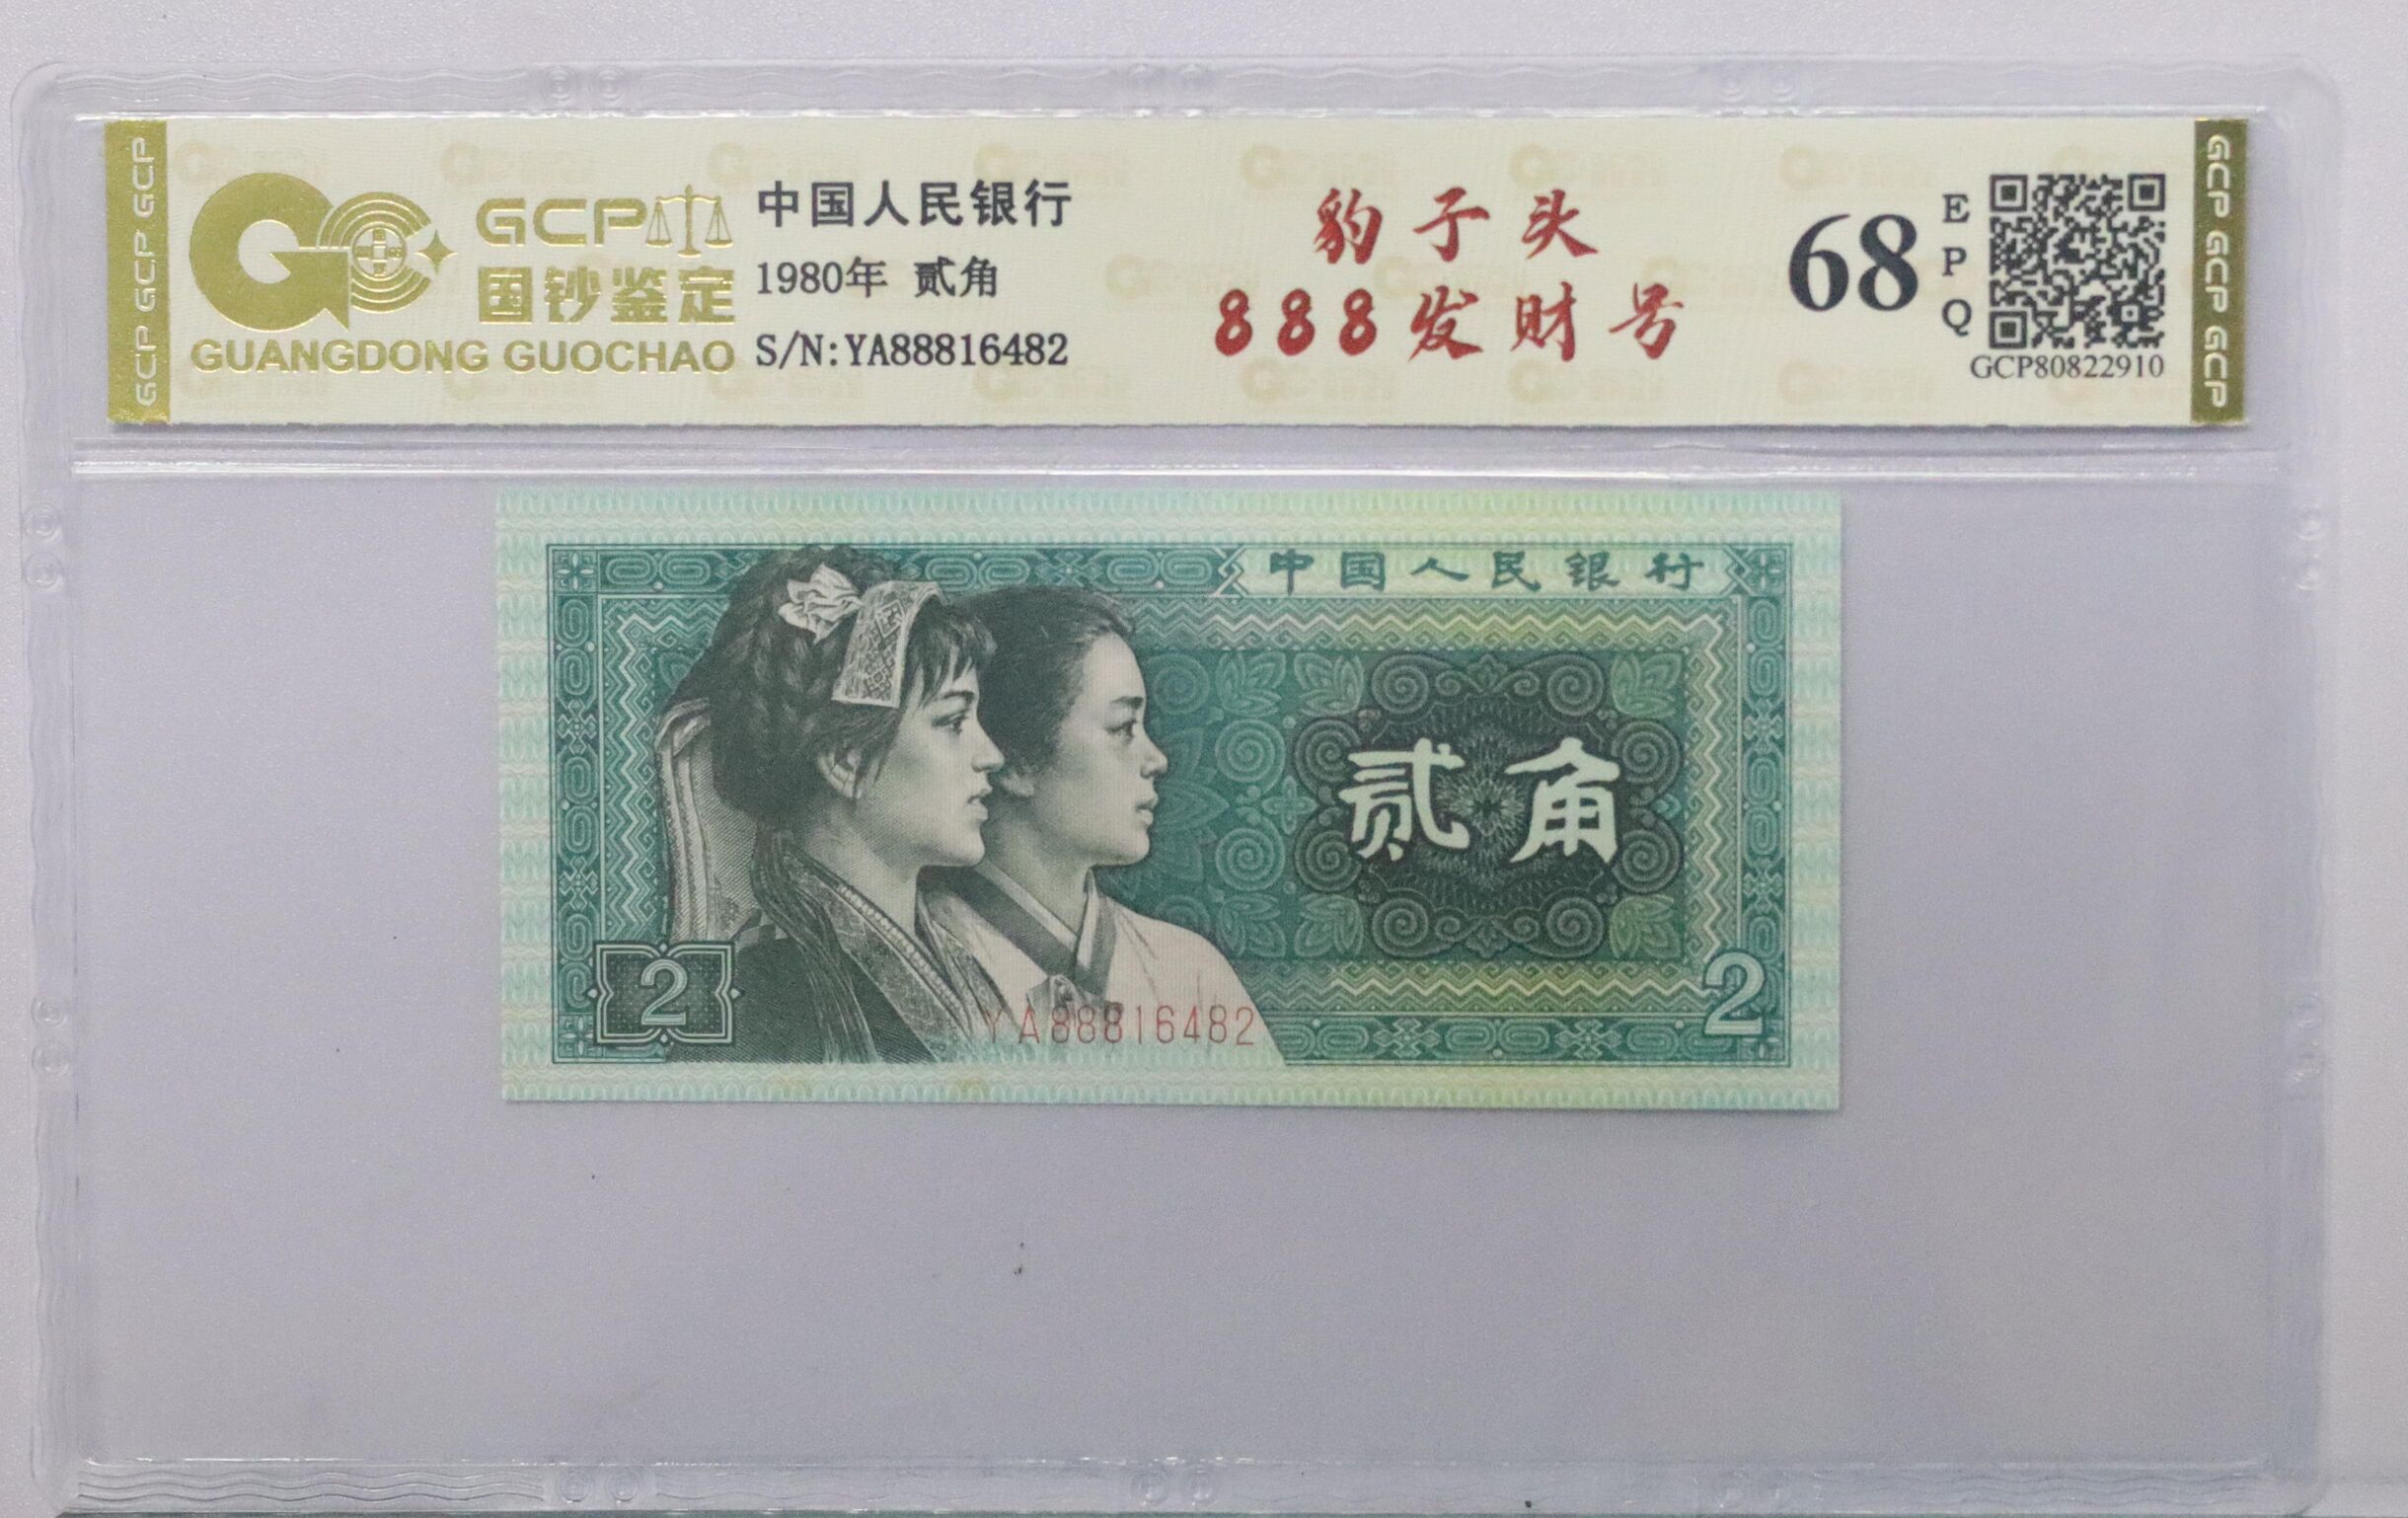 GCP GCP GCP
GCP
国钞鉴定
GUANGDONG GUOCHAO
中国人民银行
1980年 贰角
S/N:YA88816482
豹子头
888发财号
68
EPQ
GCP80822910
GCP GCP GCP
中国人民银行
贰角
2
YA88816482
2